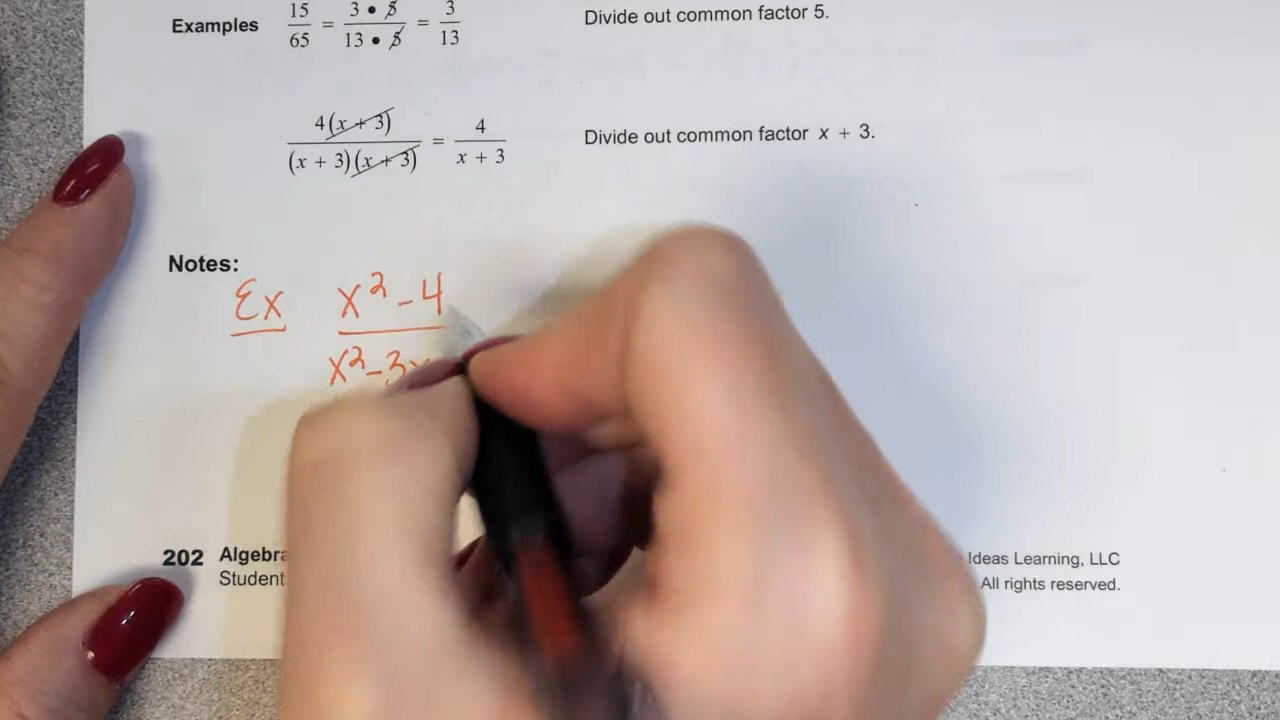 Examples 15/65 = 3 • 5/13 • 5 = 3/13 Divide out common factor 5.
4(x + 3)/(x + 3)(x + 3) = 4/x + 3 Divide out common factor x + 3.
Notes:
Ex x² - 4
x² - 3x
202 Algebra
Ideas Learning, LLC
Student
All rights reserved.